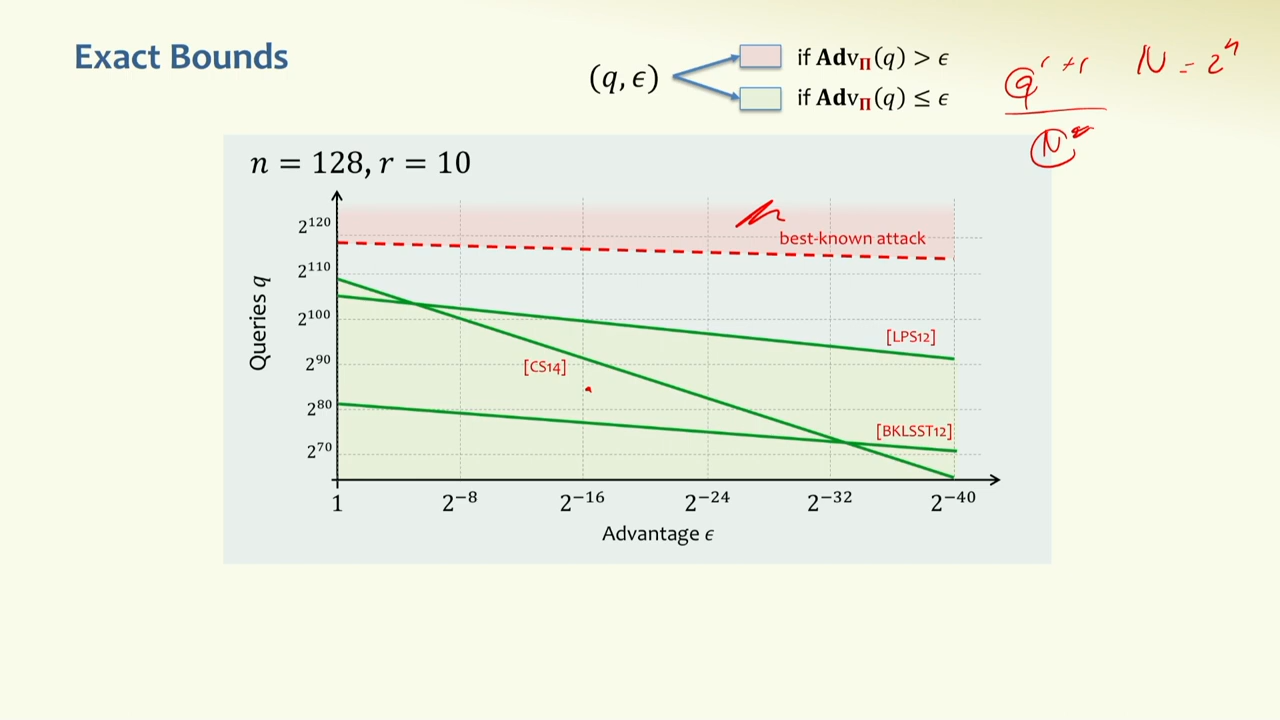 Exact Bounds
(q, ϵ)
if Adv_Π(q) > ϵ
if Adv_Π(q) ≤ ϵ
N = 2^n
n = 128, r = 10
2^120
2^110
2^100
2^90
2^80
2^70
Queries q
best-known attack
[LPS12]
[CS14]
[BKLSST12]
1 2^−8 2^−16 2^−24 2^−32 2^−40
Advantage ϵ